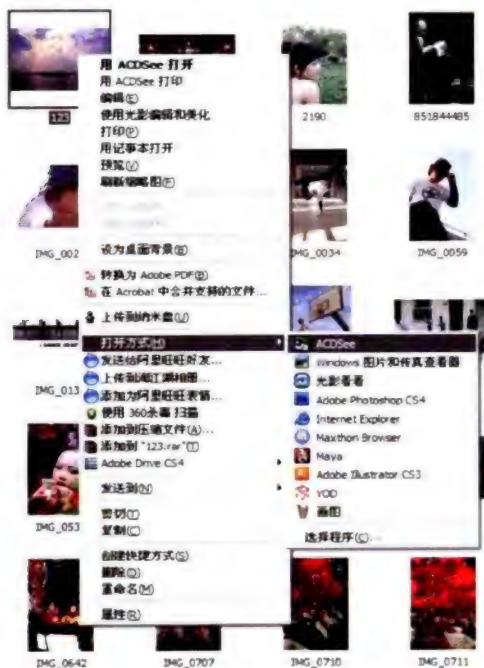 用 ACDSee 打开
用 ACDSee 打印
编辑(E)
使用光影编辑和美化
打印(P)
用记事本打开
预览(V)
刷新缩略图(F)
设为桌面背景(B)
转换为 Adobe PDF(B)
在 Acrobat 中合并支持的文件...
上传到纳米盘(U)
打开方式(H)
发送给阿里旺旺好友...
上传到淘江湖相册...
添加为阿里旺旺表情...
使用 360杀毒 扫描
添加到压缩文件(A)...
添加到 "123.rar"(T)
Adobe Drive CS4
发送到(N)
剪切(T)
复制(C)
创建快捷方式(S)
删除(D)
重命名(M)
属性(R)
ACDSee
Windows 图片和传真查看器
光影看看
Adobe Photoshop CS4
Internet Explorer
Maxthon Browser
Maya
Adobe Illustrator CS3
画图
选择程序(C)...
123
2190
851844485
IMG_002
IMG_0034
IMG_0059
IMG_013
IMG_053
IMG_0642
IMG_0707
IMG_0710
IMG_0711